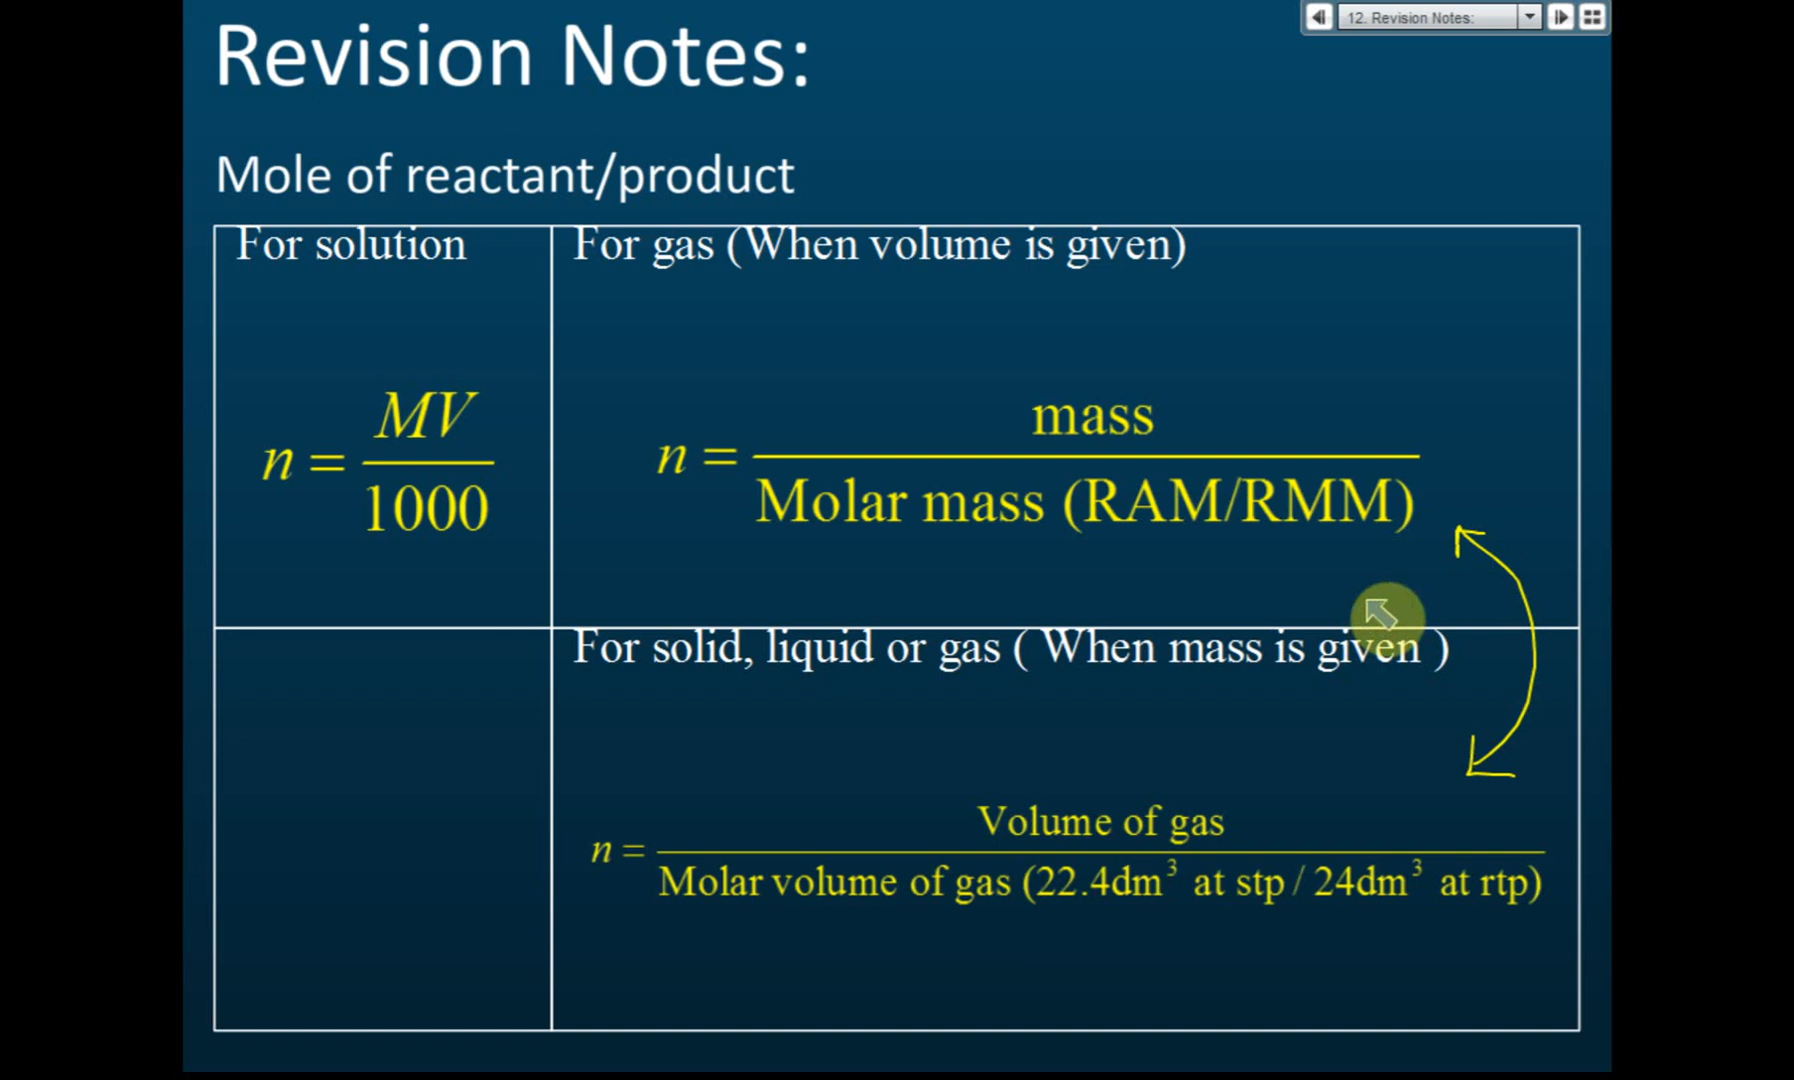 12. Revision Notes:
Revision Notes:
Mole of reactant/product
For solution
n = MV/1000
For gas (When volume is given)
n = mass/Molar mass (RAM/RMM)
For solid, liquid or gas ( When mass is given )
n = Volume of gas/Molar volume of gas (22.4dm³ at stp / 24dm³ at rtp)